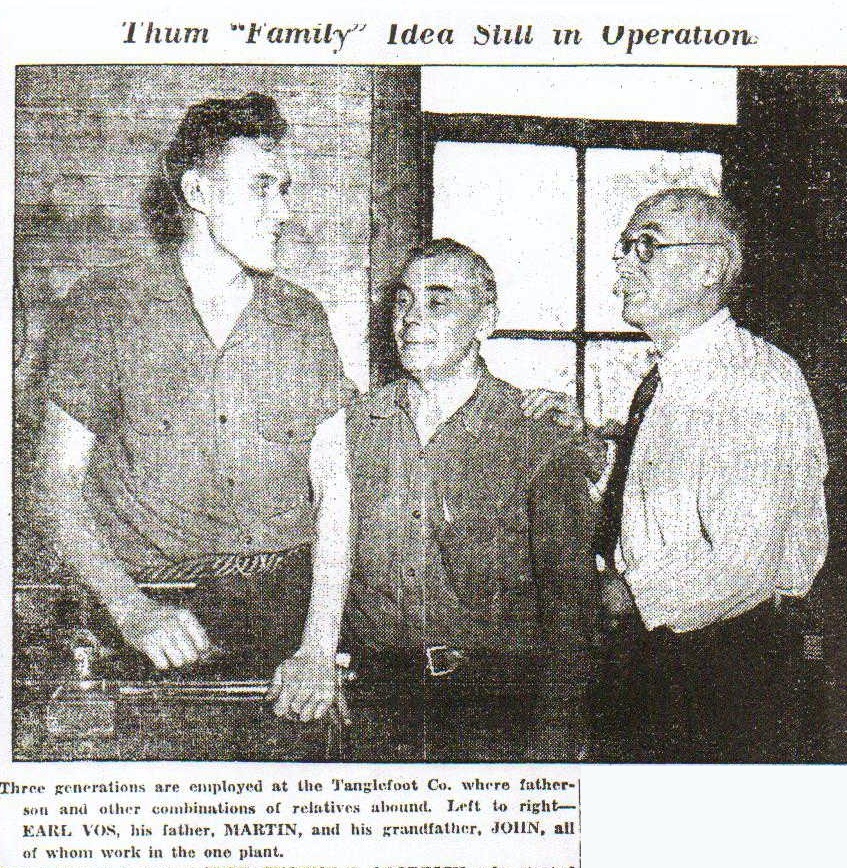 Thum "Family" Idea Still in Operation
Three generations are employed at the Tanglefoot Co. where father-
son and other combinations of relatives abound. Left to right—
EARL VOS, his father, MARTIN, and his grandfather, JOHN, all
of whom work in the one plant.